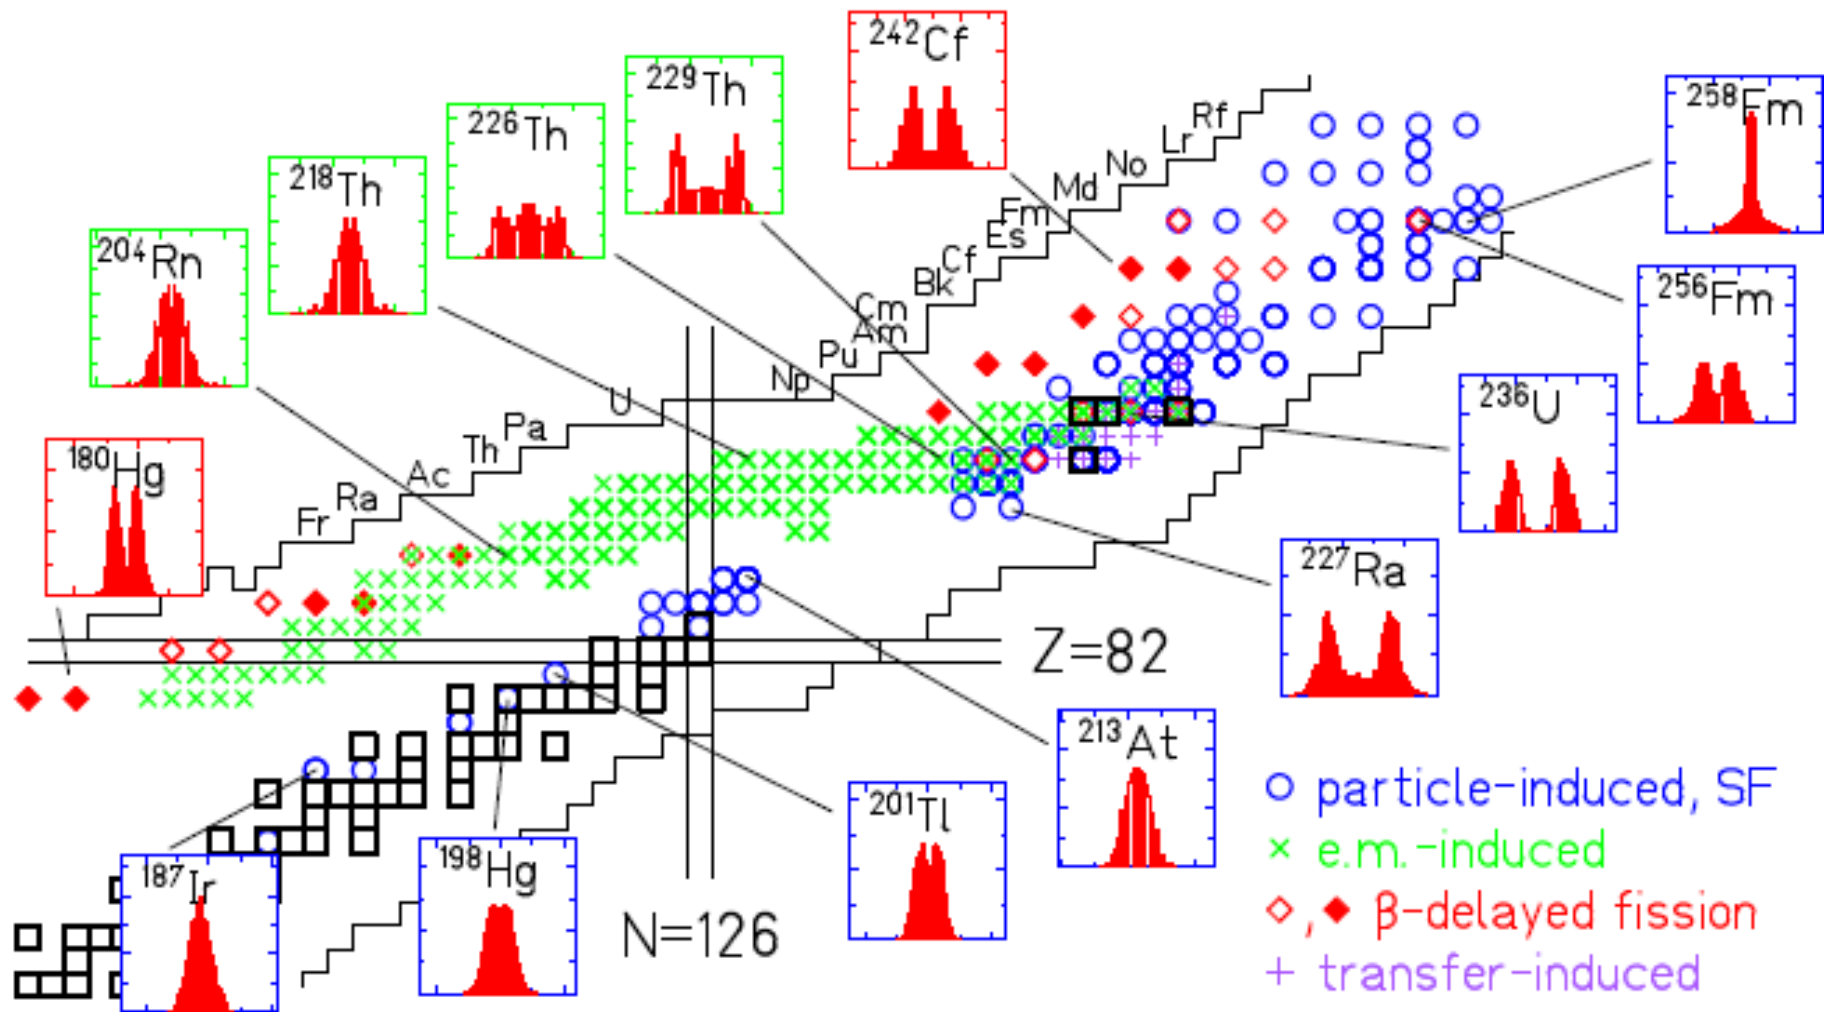 242Cf
229Th
258Fm
226Th
218Th
204Rn
256Fm
180Hg
236U
227Ra
213At
201Tl
198Hg
187Ir
Rf
Lr
No
Md
Fm
Es
Cf
Bk
Cm
Am
Pu
Np
U
Pa
Th
Ac
Ra
Fr
Z=82
N=126
particle-induced, SF
e.m.-induced
, β-delayed fission
transfer-induced